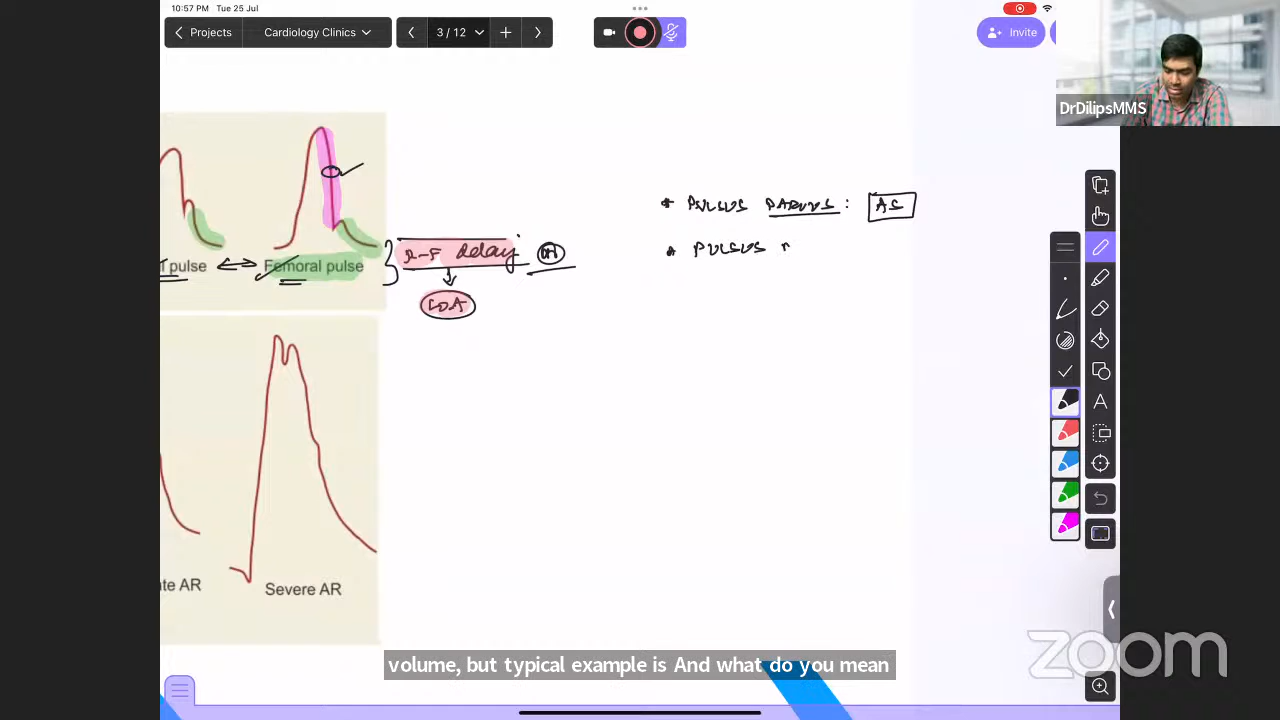 10:57 PM Tue 25 Jul
Projects
Cardiology Clinics
3 / 12
Invite
DrDilipsMMS
* PULSUS PARVUS : AS
* PULSUS
pulse
Femoral pulse
R-F delay
COA
te AR
Severe AR
volume, but typical example is And what do you mean
zoom